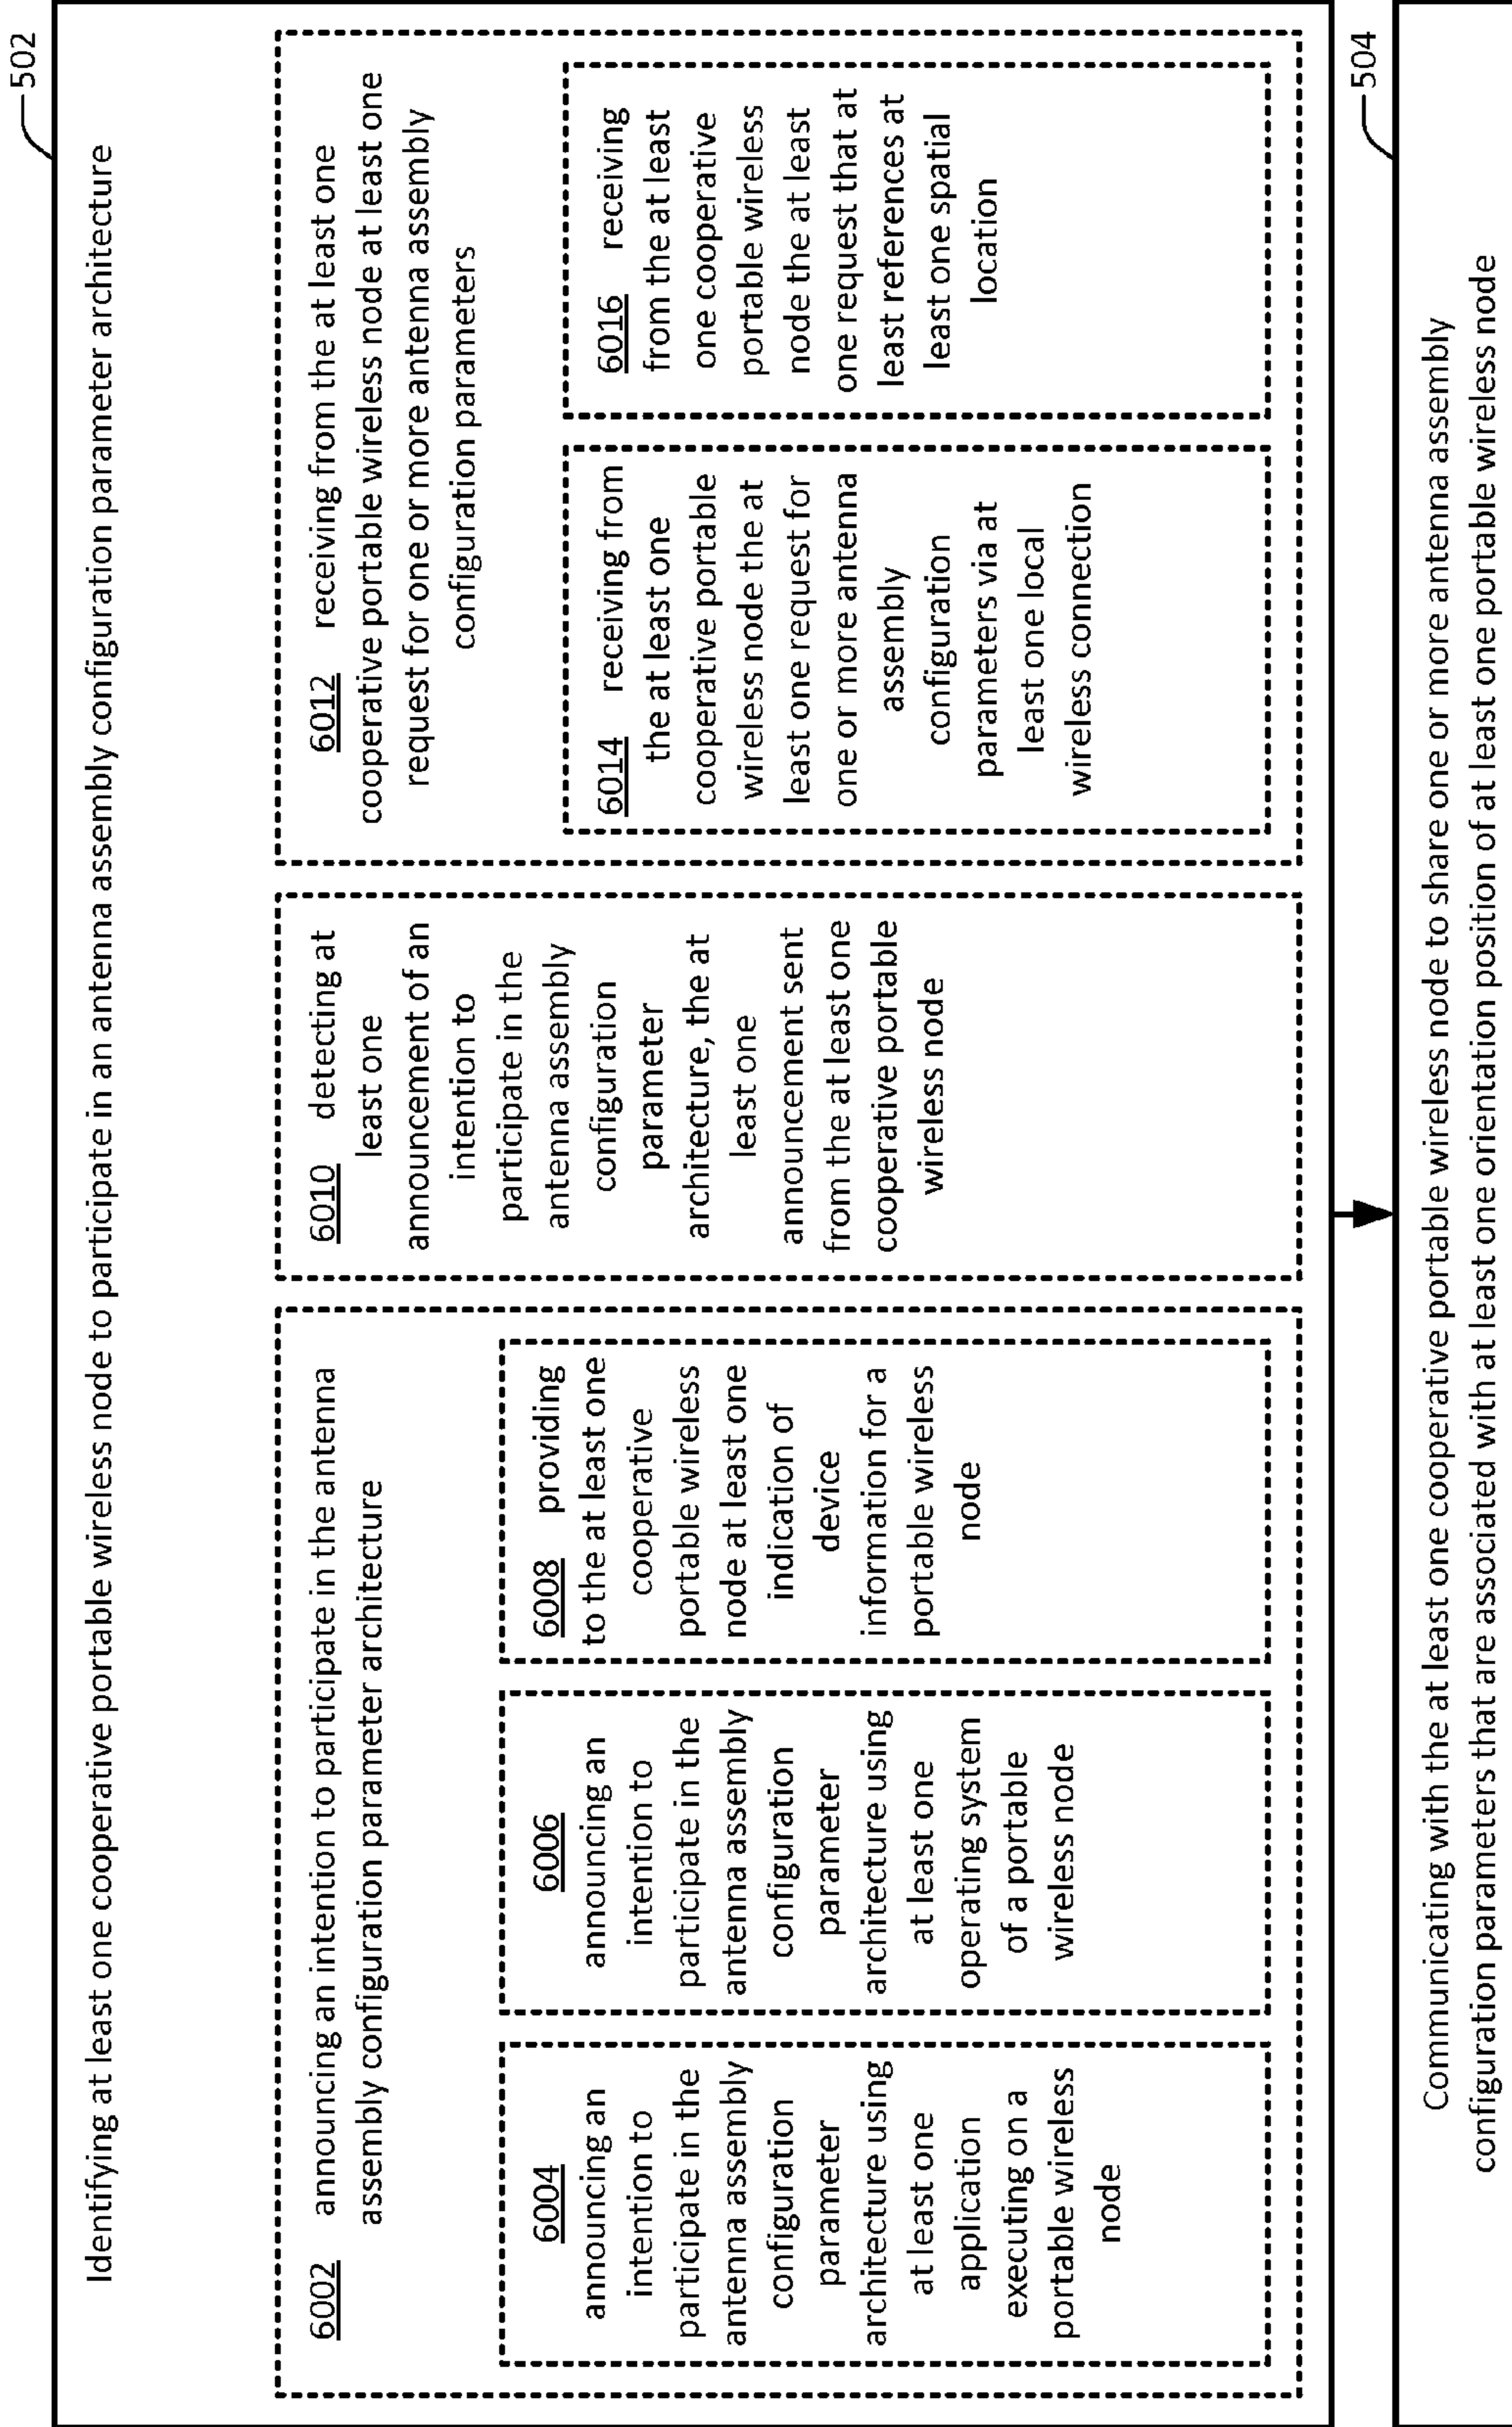 502
Identifying at least one cooperative portable wireless node to participate in an antenna assembly configuration parameter architecture
6002 announcing an intention to participate in the antenna
assembly configuration parameter architecture
6004
announcing an
intention to
participate in the
antenna assembly
configuration
parameter
architecture using
at least one
application
executing on a
portable wireless
node
6006
announcing an
intention to
participate in the
antenna assembly
configuration
parameter
architecture using
at least one
operating system
of a portable
wireless node
6008 providing
to the at least one
cooperative
portable wireless
node at least one
indication of
device
information for a
portable wireless
node
6010 detecting at
least one
announcement of an
intention to
participate in the
antenna assembly
configuration
parameter
architecture, the at
least one
announcement sent
from the at least one
cooperative portable
wireless node
6012 receiving from the at least one
cooperative portable wireless node at least one
request for one or more antenna assembly
configuration parameters
6014 receiving from
the at least one
cooperative portable
wireless node the at
least one request for
one or more antenna
assembly
configuration
parameters via at
least one local
wireless connection
6016 receiving
from the at least
one cooperative
portable wireless
node the at least
one request that at
least references at
least one spatial
location
504
Communicating with the at least one cooperative portable wireless node to share one or more antenna assembly
configuration parameters that are associated with at least one orientation position of at least one portable wireless node